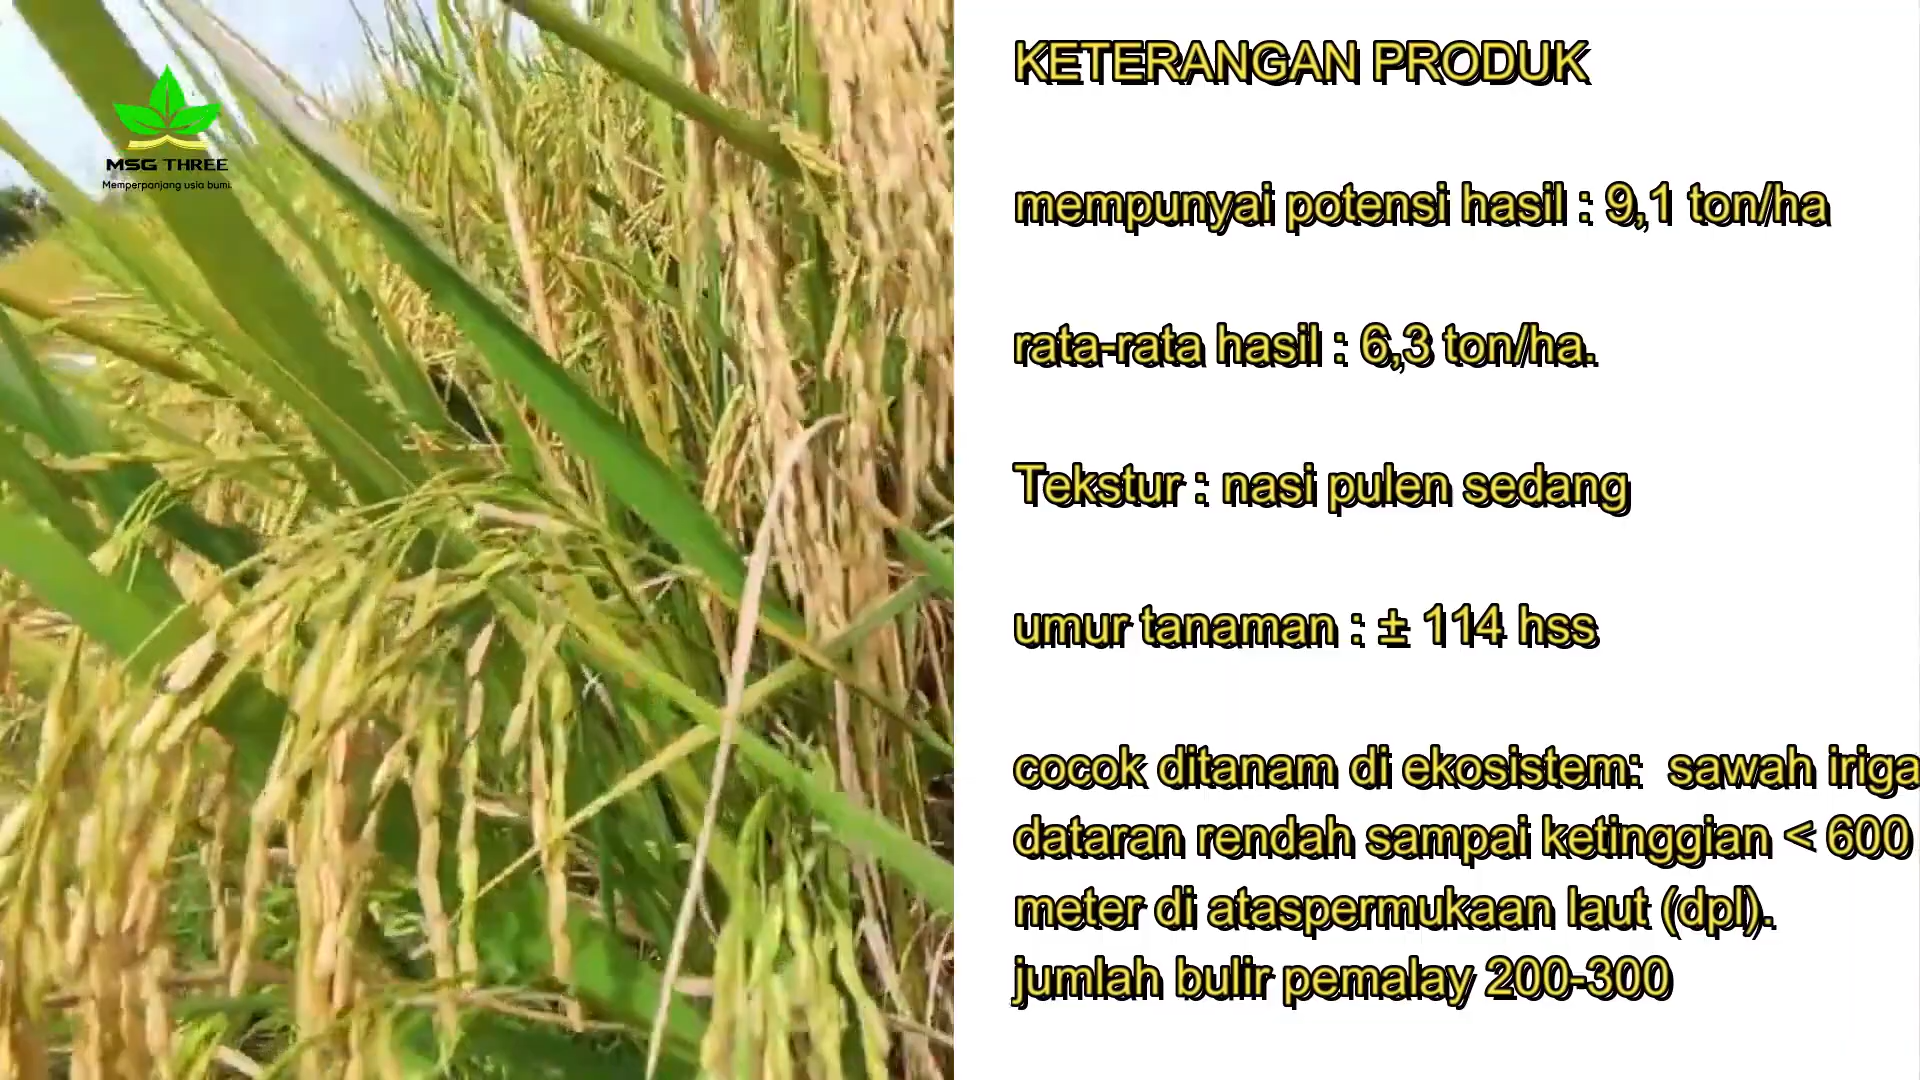 MSG THREE
Memperpanjang usia bumi.
KETERANGAN PRODUK
mempunyai potensi hasil : 9,1 ton/ha
rata-rata hasil : 6,3 ton/ha.
Tekstur : nasi pulen sedang
umur tanaman : ± 114 hss
cocok ditanam di ekosistem:  sawah iriga
dataran rendah sampai ketinggian < 600
meter di ataspermukaan laut (dpl).
jumlah bulir pemalay 200-300